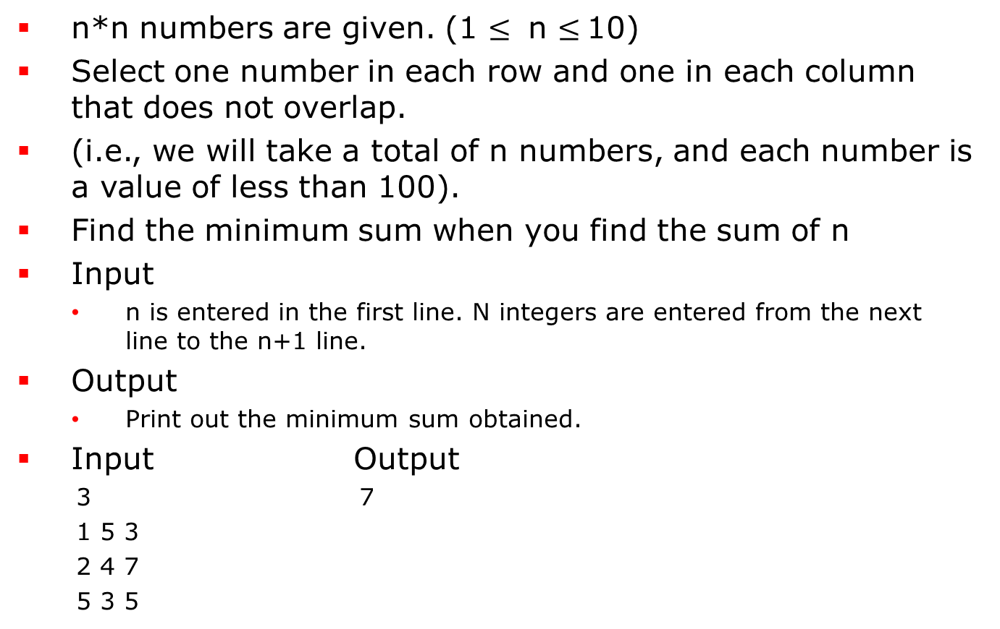 ▪ n*n numbers are given. (1 ≤ n ≤ 10)
▪ Select one number in each row and one in each column
that does not overlap.
▪ (i.e., we will take a total of n numbers, and each number is
a value of less than 100).
▪ Find the minimum sum when you find the sum of n
▪ Input
• n is entered in the first line. N integers are entered from the next
line to the n+1 line.
▪ Output
• Print out the minimum sum obtained.
▪ Input Output
3 7
1 5 3
2 4 7
5 3 5